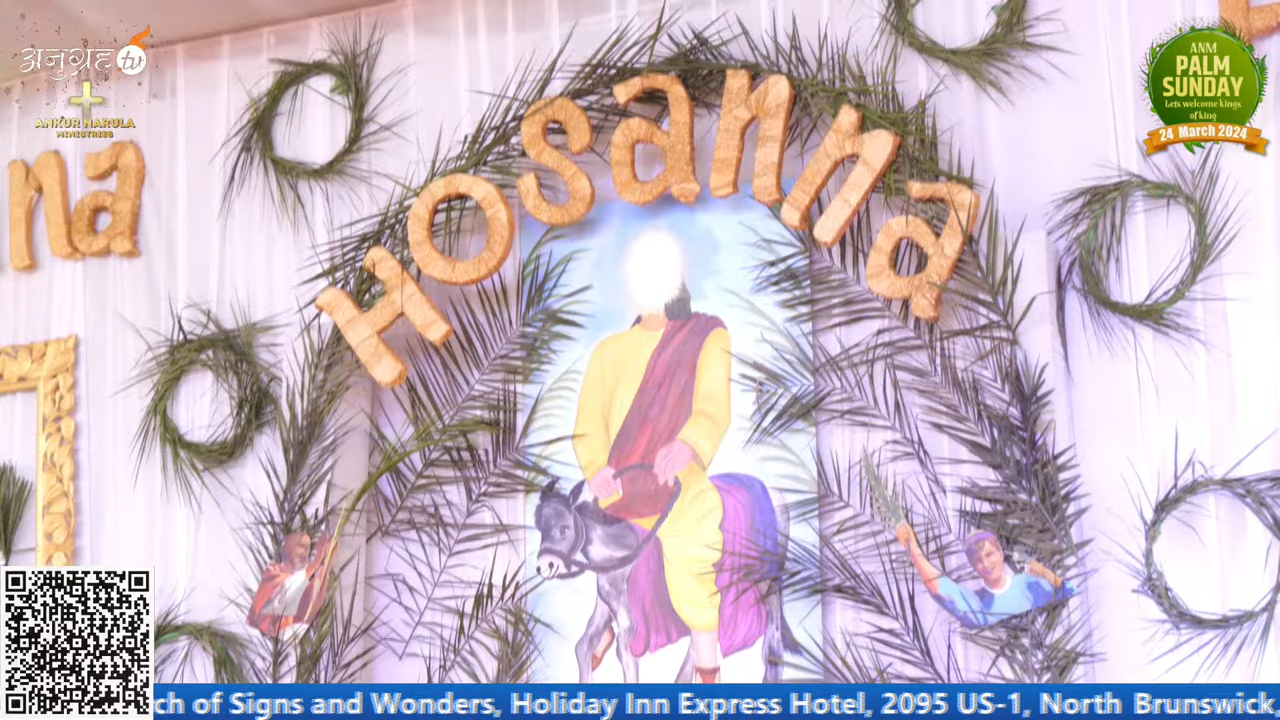 अनुग्रह tv
ANKUR NARULA
MINISTRIES
Hosanna
na
ANM
PALM
SUNDAY
Lets welcome kings
of king
24 March 2024
ch of Signs and Wonders, Holiday Inn Express Hotel, 2095 US-1, North Brunswick,